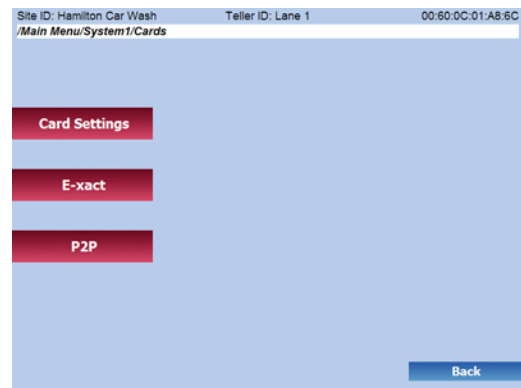 Site ID: Hamilton Car Wash Teller ID: Lane 1 00:60:0C:01:A8:6C
/Main Menu/System1/Cards
Card Settings
E-xact
P2P
Back